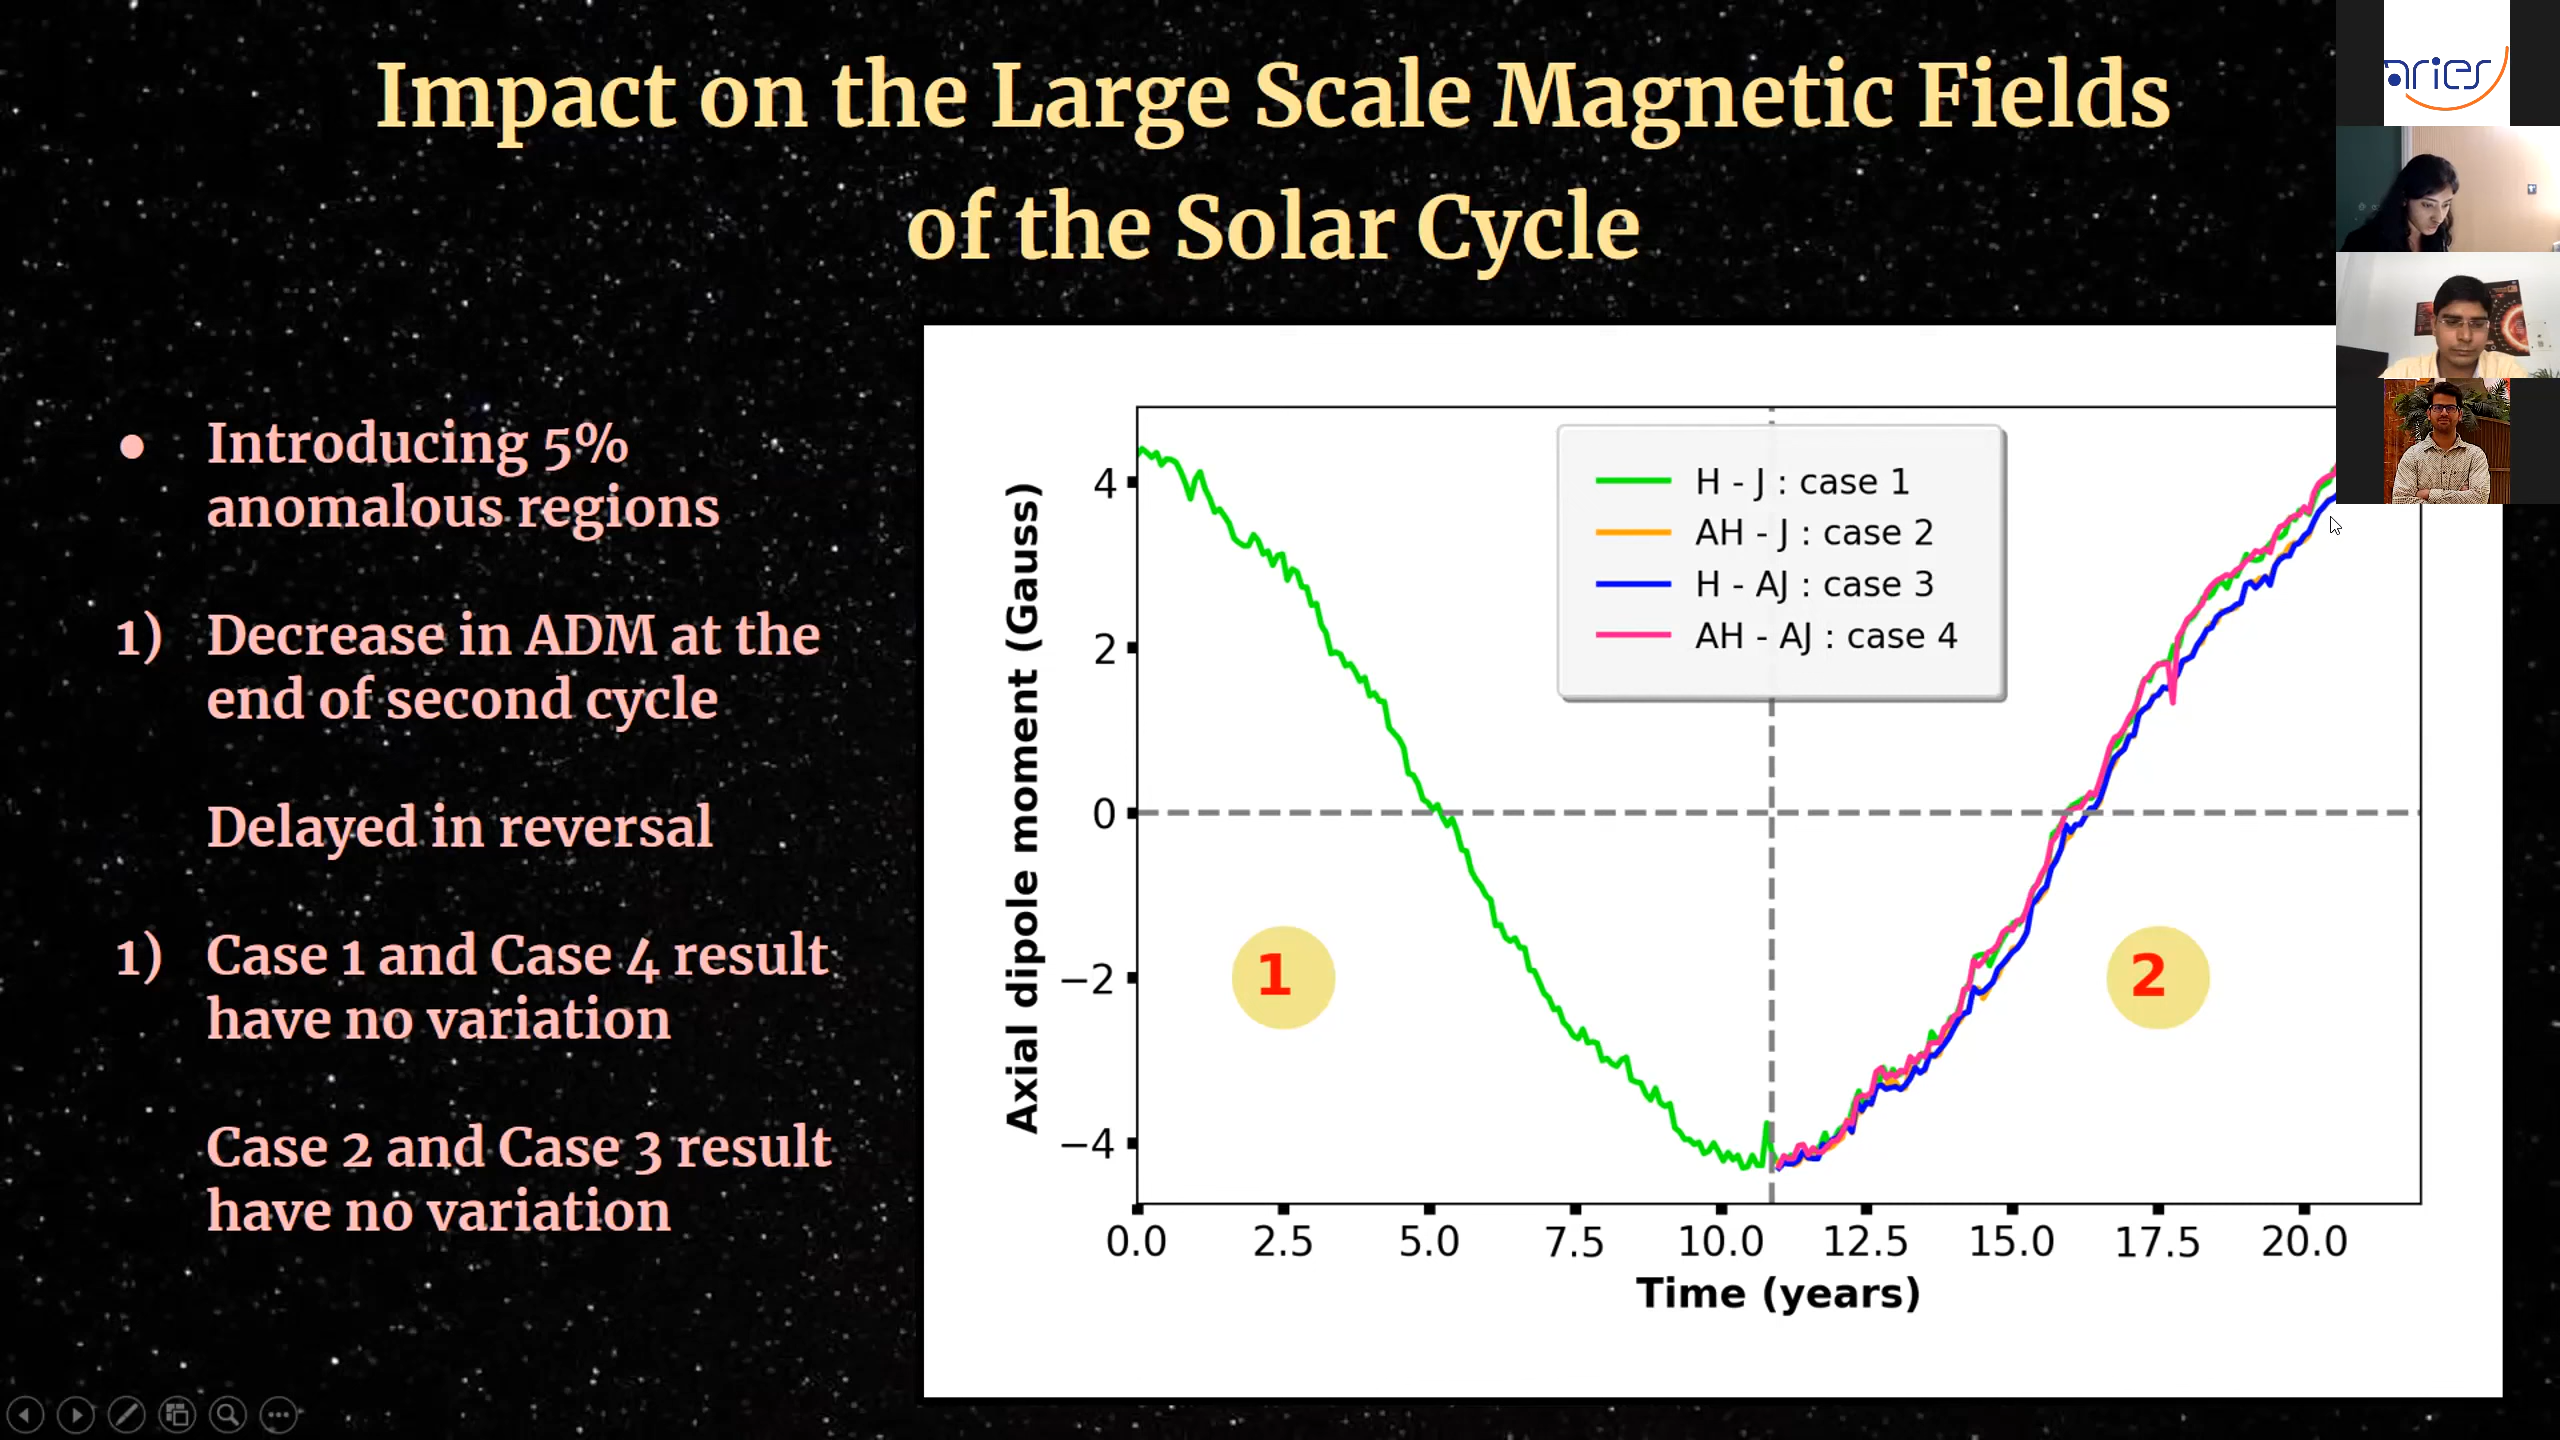 Impact on the Large Scale Magnetic Fields
of the Solar Cycle
aries
● Introducing 5%
anomalous regions
1) Decrease in ADM at the
end of second cycle
Delayed in reversal
1) Case 1 and Case 4 result
have no variation
Case 2 and Case 3 result
have no variation
Axial dipole moment (Gauss)
4
2
0
−2
−4
H - J : case 1
AH - J : case 2
H - AJ : case 3
AH - AJ : case 4
1
2
0.0 2.5 5.0 7.5 10.0 12.5 15.0 17.5 20.0
Time (years)